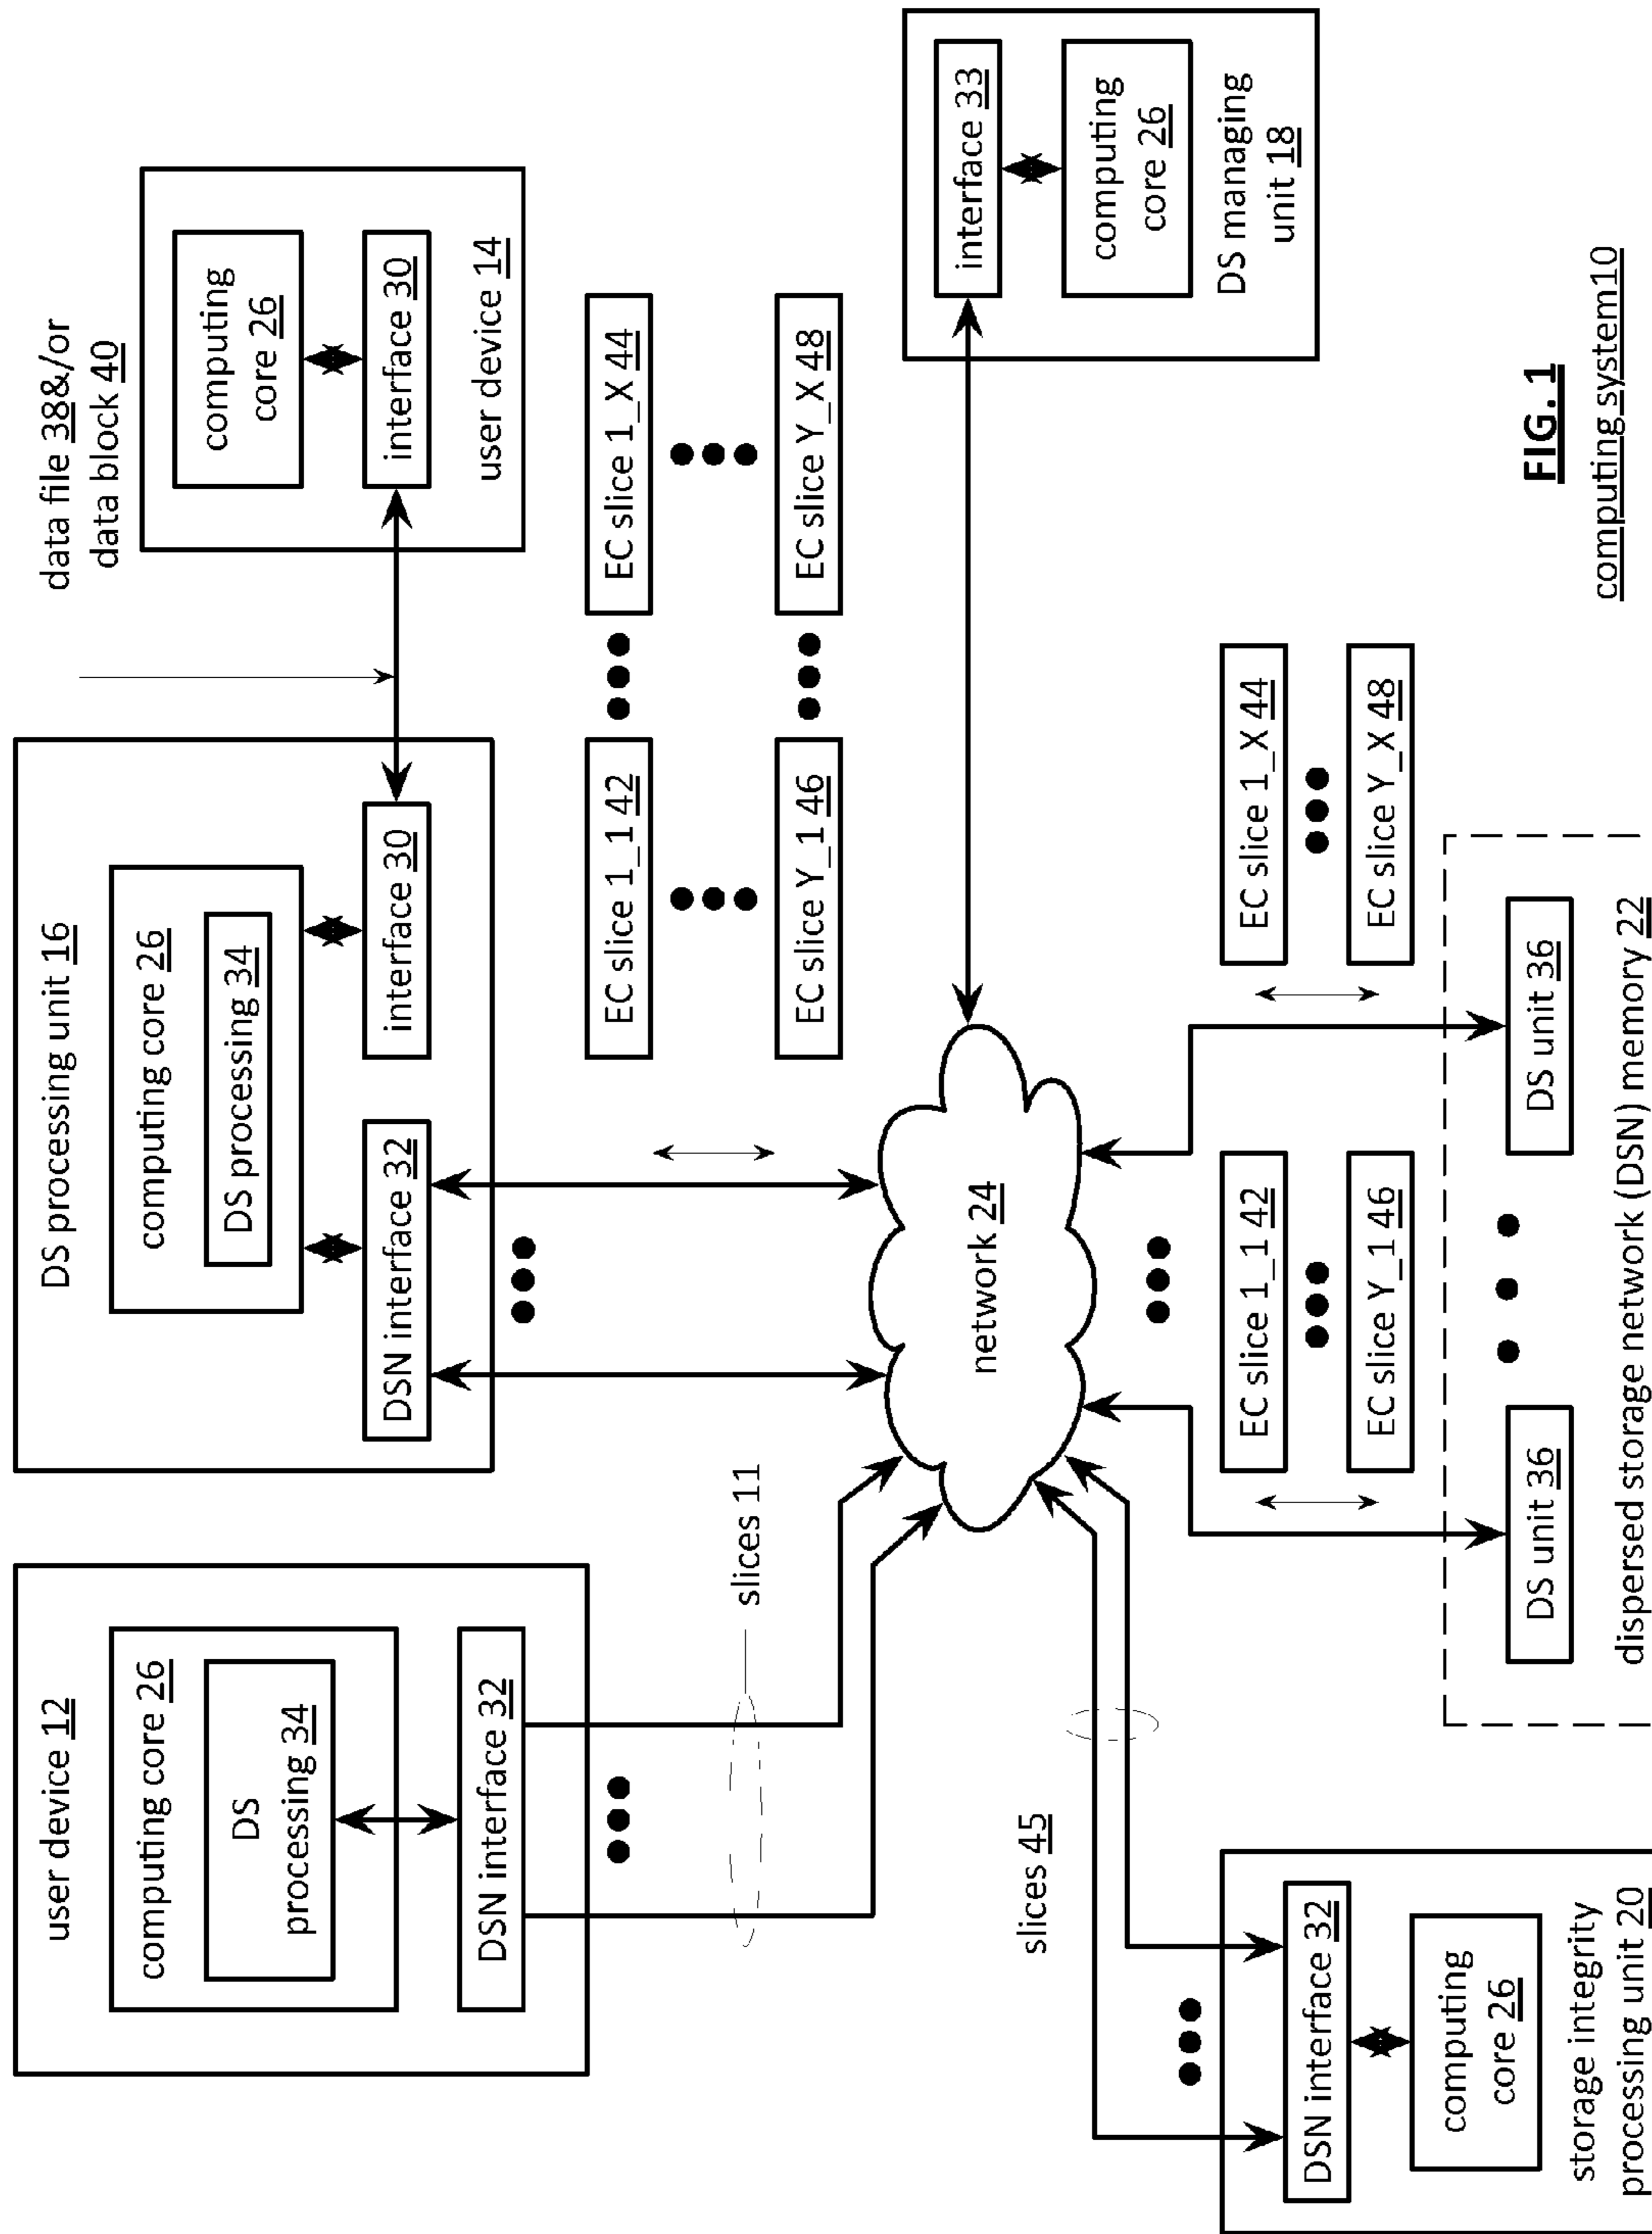 user device 12
computing core 26
DS
processing 34
DSN interface 32
slices 11
DS processing unit 16
computing core 26
DS processing 34
DSN interface 32
interface 30
data file 38&/or
data block 40
computing
core 26
interface 30
user device 14
EC slice 1_1 42
EC slice 1_X 44
EC slice Y_1 46
EC slice Y_X 48
network 24
interface 33
computing
core 26
DS managing
unit 18
slices 45
DSN interface 32
computing
core 26
storage integrity
processing unit 20
EC slice 1_1 42
EC slice Y_1 46
EC slice 1_X 44
EC slice Y_X 48
DS unit 36
DS unit 36
dispersed storage network (DSN) memory 22
FIG. 1
computing system10